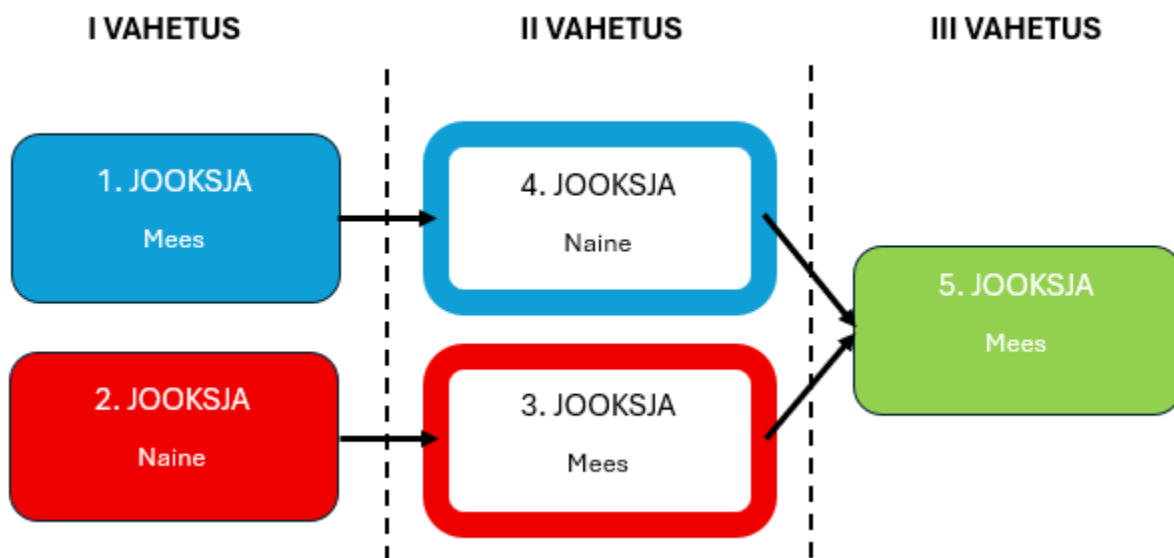 I VAHETUS
II VAHETUS
III VAHETUS
1. JOOKSJA
Mees
4. JOOKSJA
Naine
5. JOOKSJA
Mees
2. JOOKSJA
Naine
3. JOOKSJA
Mees